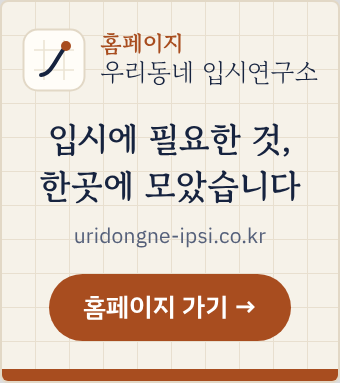 홈페이지
우리동네 입시연구소
입시에 필요한 것,
한곳에 모았습니다
uridongne-ipsi.co.kr
홈페이지 가기 →